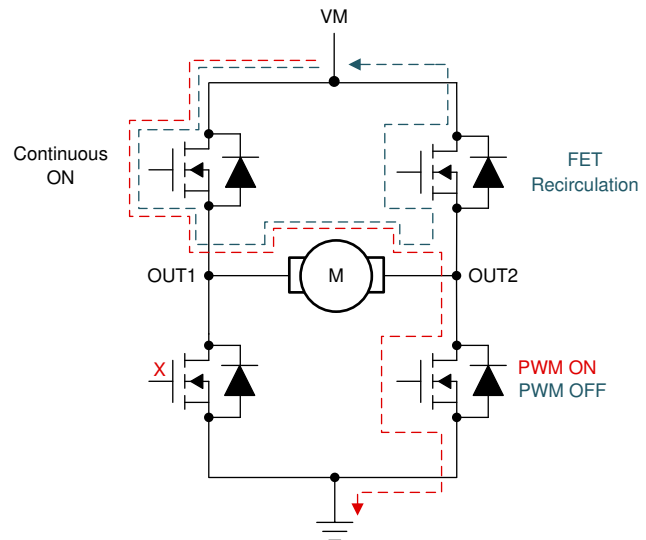 VM
Continuous
ON
FET
Recirculation
OUT1
M
OUT2
X
PWM ON
PWM OFF